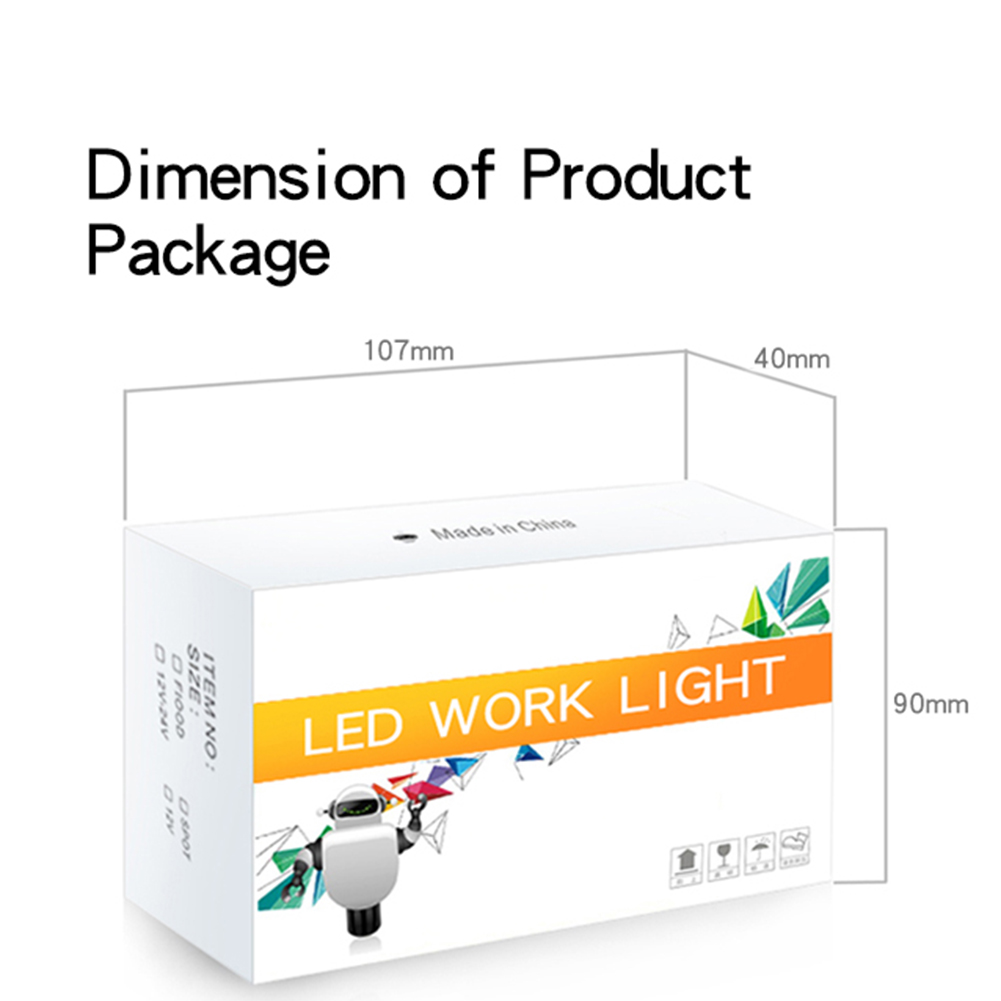 Dimension of Product
Package
107mm
40mm
Made in China
ITEM NO:
SIZE:
FIOOD
SPOT
12V-24V
12V
LED WORK LIGHT
90mm